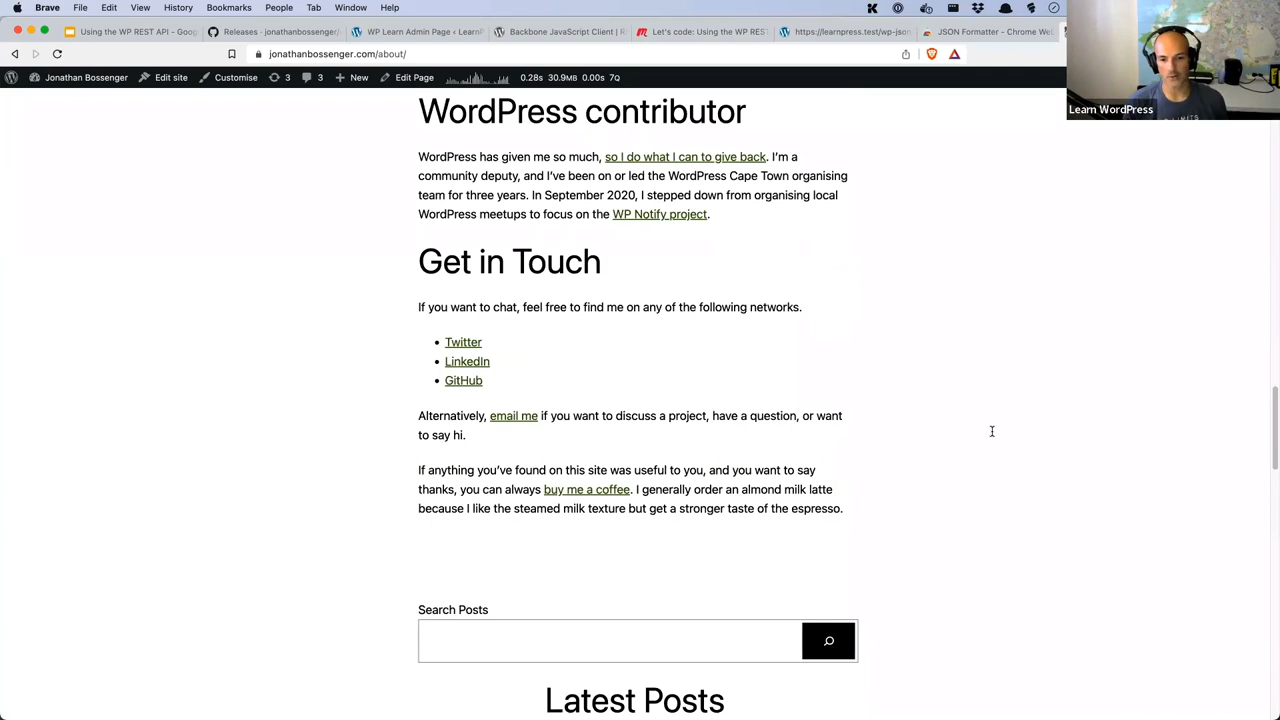 Brave File Edit View History Bookmarks People Tab Window Help
Using the WP REST API - Goog
Releases · jonathanbossenger/
WP Learn Admin Page ‹ LearnP
Backbone JavaScript Client | R
Let's code: Using the WP REST
https://learnpress.test/wp-json
JSON Formatter - Chrome Web
jonathanbossenger.com/about/
Jonathan Bossenger Edit site Customise 3 3 New Edit Page 0.28s 30.9MB 0.00s 7Q
Learn WordPress
WordPress contributor
WordPress has given me so much, so I do what I can to give back. I’m a
community deputy, and I’ve been on or led the WordPress Cape Town organising
team for three years. In September 2020, I stepped down from organising local
WordPress meetups to focus on the WP Notify project.
Get in Touch
If you want to chat, feel free to find me on any of the following networks.
• Twitter
• LinkedIn
• GitHub
Alternatively, email me if you want to discuss a project, have a question, or want
to say hi.
If anything you’ve found on this site was useful to you, and you want to say
thanks, you can always buy me a coffee. I generally order an almond milk latte
because I like the steamed milk texture but get a stronger taste of the espresso.
Search Posts
Latest Posts